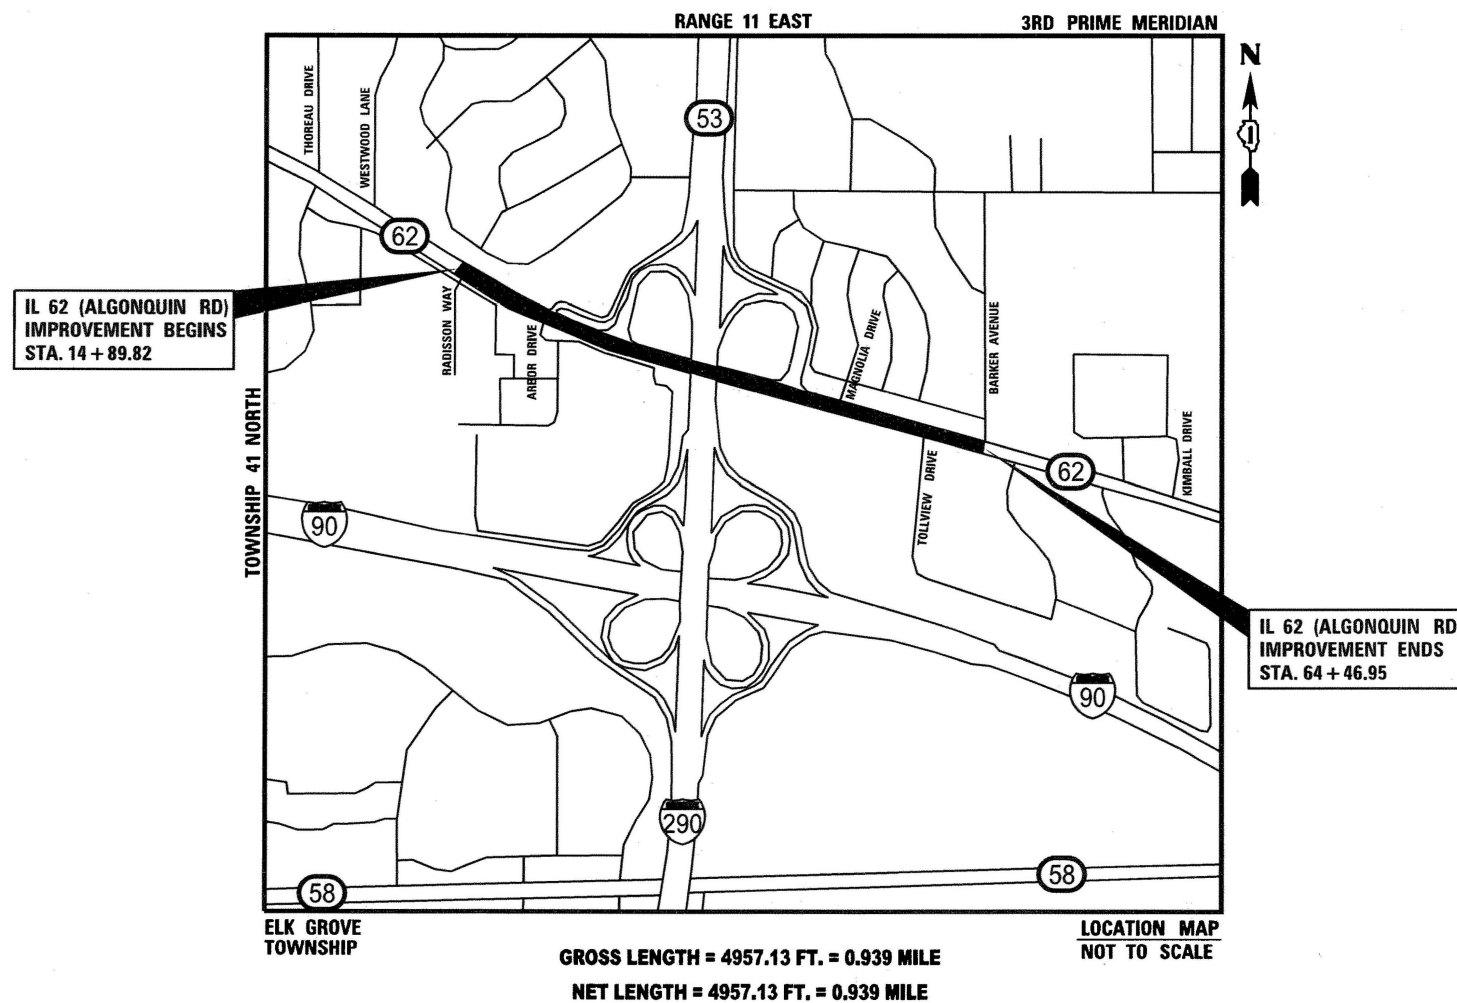 RANGE 11 EAST
3RD PRIME MERIDIAN
N
1
THOREAU DRIVE
WESTWOOD LANE
53
62
IL 62 (ALGONQUIN RD)
IMPROVEMENT BEGINS
STA. 14+89.82
RADISSON WAY
ARBOR DRIVE
MAGNOLIA DRIVE
BARKER AVENUE
TOWNSHIP 41 NORTH
KIMBALL DRIVE
62
TOLLVIEW DRIVE
90
IL 62 (ALGONQUIN RD
IMPROVEMENT ENDS
STA. 64+46.95
90
290
58
58
ELK GROVE
TOWNSHIP
LOCATION MAP
NOT TO SCALE
GROSS LENGTH = 4957.13 FT. = 0.939 MILE
NET LENGTH = 4957.13 FT. = 0.939 MILE